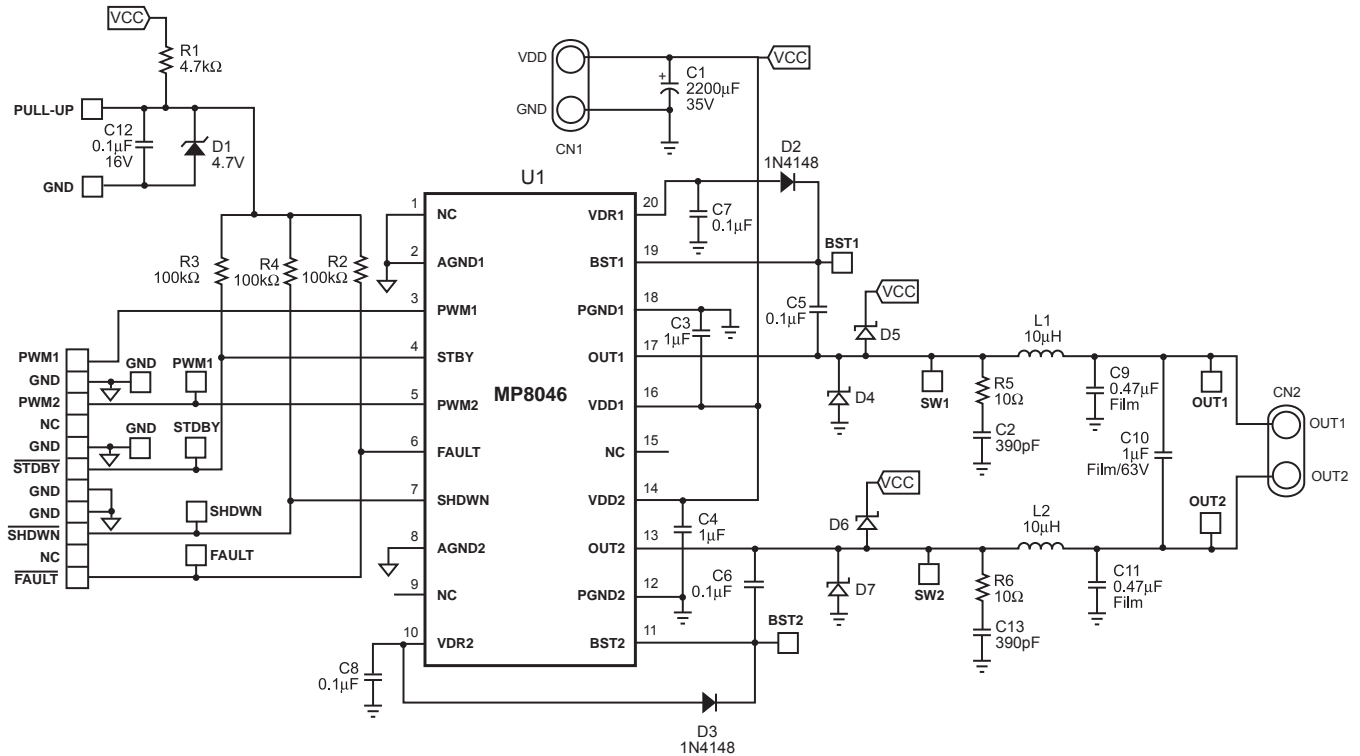 VCC
R1
4.7kΩ
PULL-UP
C12
0.1µF
16V
D1
4.7V
GND
VDD
GND
CN1
+
C1
2200µF
35V
VCC
D2
1N4148
U1
MP8046
1
NC
2
AGND1
3
PWM1
4
STBY
5
PWM2
6
FAULT
7
SHDWN
8
AGND2
9
NC
10
VDR2
20
VDR1
19
BST1
18
PGND1
17
OUT1
16
VDD1
15
NC
14
VDD2
13
OUT2
12
PGND2
11
BST2
R3
100kΩ
R4
100kΩ
R2
100kΩ
PWM1
GND
PWM2
NC
GND
STDBY
GND
GND
SHDWN
NC
FAULT
GND
PWM1
GND
STDBY
SHDWN
FAULT
C8
0.1µF
D3
1N4148
C7
0.1µF
BST1
C3
1µF
C5
0.1µF
VCC
D5
D4
SW1
R5
10Ω
C2
390pF
L1
10µH
C9
0.47µF
Film
C10
1µF
Film/63V
OUT1
CN2
OUT1
OUT2
C4
1µF
C6
0.1µF
VCC
D6
D7
SW2
BST2
R6
10Ω
C13
390pF
L2
10µH
C11
0.47µF
Film
OUT2